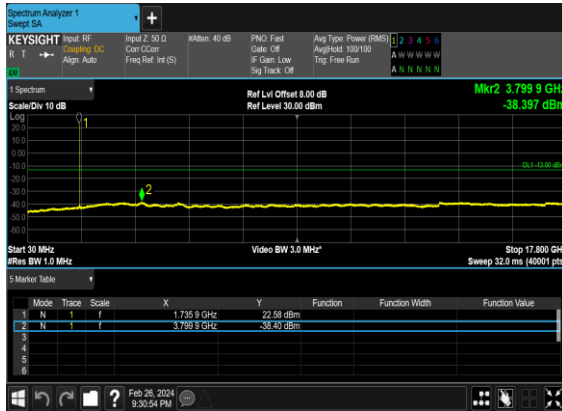 Spectrum Analyzer 1
Swept SA
+
KEYSIGHT Input: RF Input Z: 50 Ω #Atten: 40 dB PNO: Fast Avg Type: Power (RMS) 1 2 3 4 5 6
R T Coupling: DC Corr CCorr Gate: Off Avg|Hold: 100/100 A W W W W W
Align: Auto Freq Ref: Int (S) IF Gain: Low Trig: Free Run
Sig Track: Off A N N N N N
1 Spectrum Ref Lvl Offset 8.00 dB Mkr2 3.799 9 GHz
Scale/Div 10 dB Ref Level 30.00 dBm -38.397 dBm
Log
1
20.0
10.0
0.00
-10.0
DL1 -13.00 dBm
-20.0
2
-30.0
-40.0
-50.0
-60.0
Start 30 MHz Video BW 3.0 MHz* Stop 17.800 GHz
#Res BW 1.0 MHz Sweep 32.0 ms (40001 pts)
5 Marker Table
Mode Trace Scale X Y Function Function Width Function Value
1 N 1 f 1.735 9 GHz 22.58 dBm
2 N 1 f 3.799 9 GHz -38.40 dBm
3
4
5
6
? Feb 26, 2024
9:30:54 PM